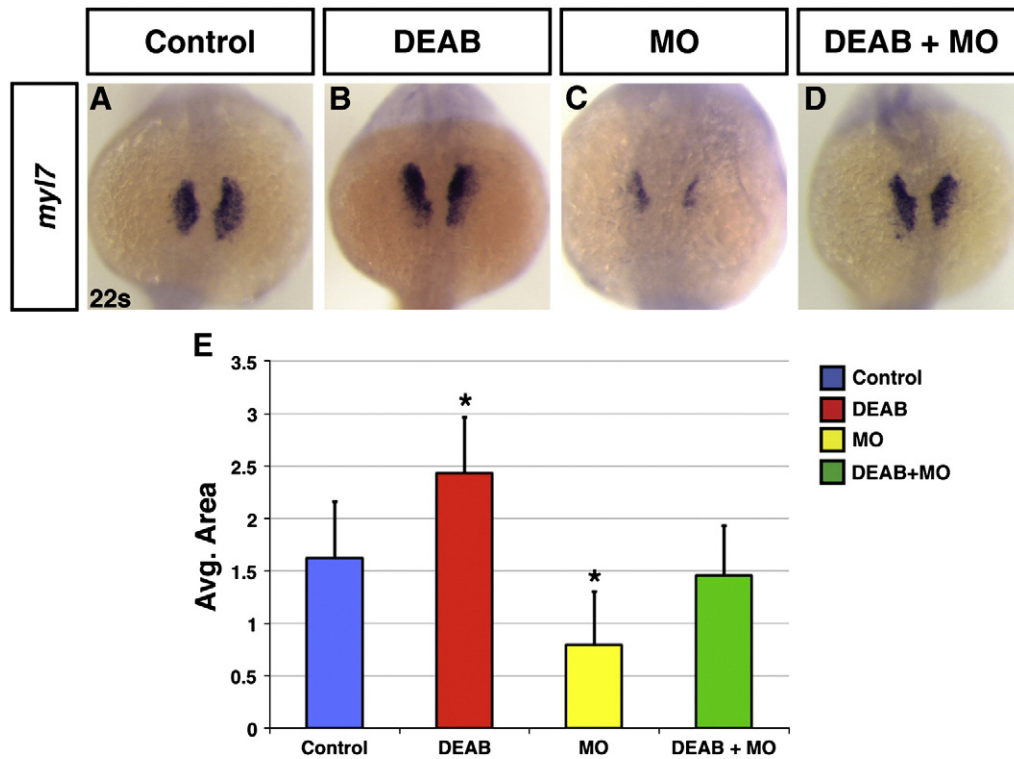 Control DEAB MO DEAB + MO
myl7
A B C D
22s
E
Avg. Area
3.5
3
2.5
2
1.5
1
0.5
0
*
*
Control DEAB MO DEAB + MO
Control
DEAB
MO
DEAB+MO